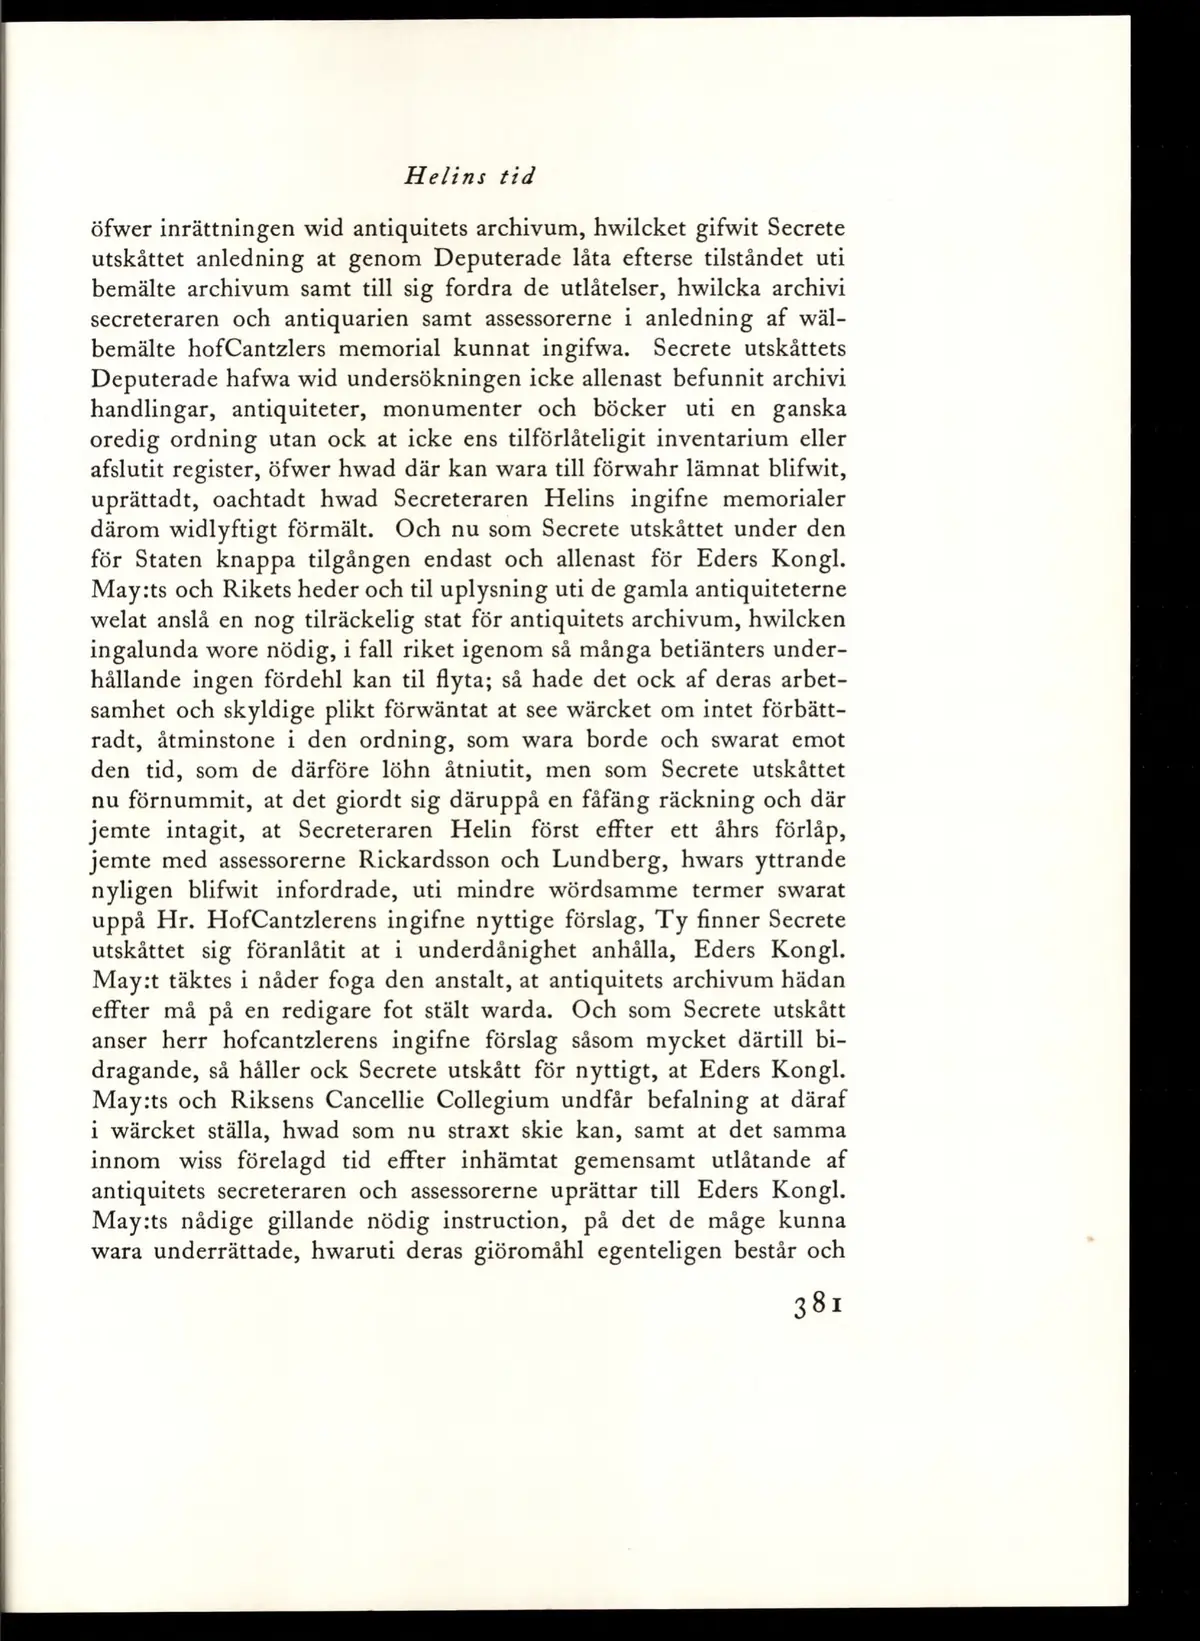 Helins tid
öfwer inrättningen wid antiquitets archivum, hwilcket gifwit Secrete
utskåttet anledning at genom Deputerade låta efterse tilståndet uti
bemälte archivum samt till sig fordra de utlåtelser, hwilcka archivi
secreteraren och antiquarien samt assessorerne i anledning af wäl-
bemälte hofCantzlers memorial kunnat ingifwa. Secrete utskåttets
Deputerade hafwa wid undersökningen icke allenast befunnit archivi
handlingar, antiquiteter, monumenter och böcker uti en ganska
oredig ordning utan ock at icke ens tilförlåteligit inventarium eller
afslutit register, öfwer hwad där kan wara till förwahr lämnat blifwit,
uprättadt, oachtadt hwad Secreteraren Helins ingifne memorialer
därom widlyftigt förmält. Och nu som Secrete utskåttet under den
för Staten knappa tilgången endast och allenast för Eders Kongl.
May:ts och Rikets heder och til uplysning uti de gamla antiquiteterne
welat anslå en nog tilräckelig stat för antiquitets archivum, hwilcken
ingalunda wore nödig, i fall riket igenom så många betiänters under-
hållande ingen fördehl kan til flyta; så hade det ock af deras arbet-
samhet och skyldige plikt förwäntat at see wärcket om intet förbätt-
radt, åtminstone i den ordning, som wara borde och swarat emot
den tid, som de därföre löhn åtniutit, men som Secrete utskåttet
nu förnummit, at det giordt sig däruppå en fåfäng räckning och där
jemte intagit, at Secreteraren Helin först effter ett åhrs förlåp,
jemte med assessorerne Rickardsson och Lundberg, hwars yttrande
nyligen blifwit infordrade, uti mindre wördsamme termer swarat
uppå Hr. HofCantzlerens ingifne nyttige förslag, Ty finner Secrete
utskåttet sig föranlåtit at i underdånighet anhålla, Eders Kongl.
May:t täktes i nåder foga den anstalt, at antiquitets archivum hädan
effter må på en redigare fot stält warda. Och som Secrete utskått
anser herr hofcantzlerens ingifne förslag såsom mycket därtill bi-
dragande, så håller ock Secrete utskått för nyttigt, at Eders Kongl.
May:ts och Riksens Cancellie Collegium undfår befalning at däraf
i wärcket ställa, hwad som nu straxt skie kan, samt at det samma
innom wiss förelagd tid effter inhämtat gemensamt utlåtande af
antiquitets secreteraren och assessorerne uprättar till Eders Kongl.
May:ts nådige gillande nödig instruction, på det de måge kunna
wara underrättade, hwaruti deras giöromåhl egenteligen består och
381